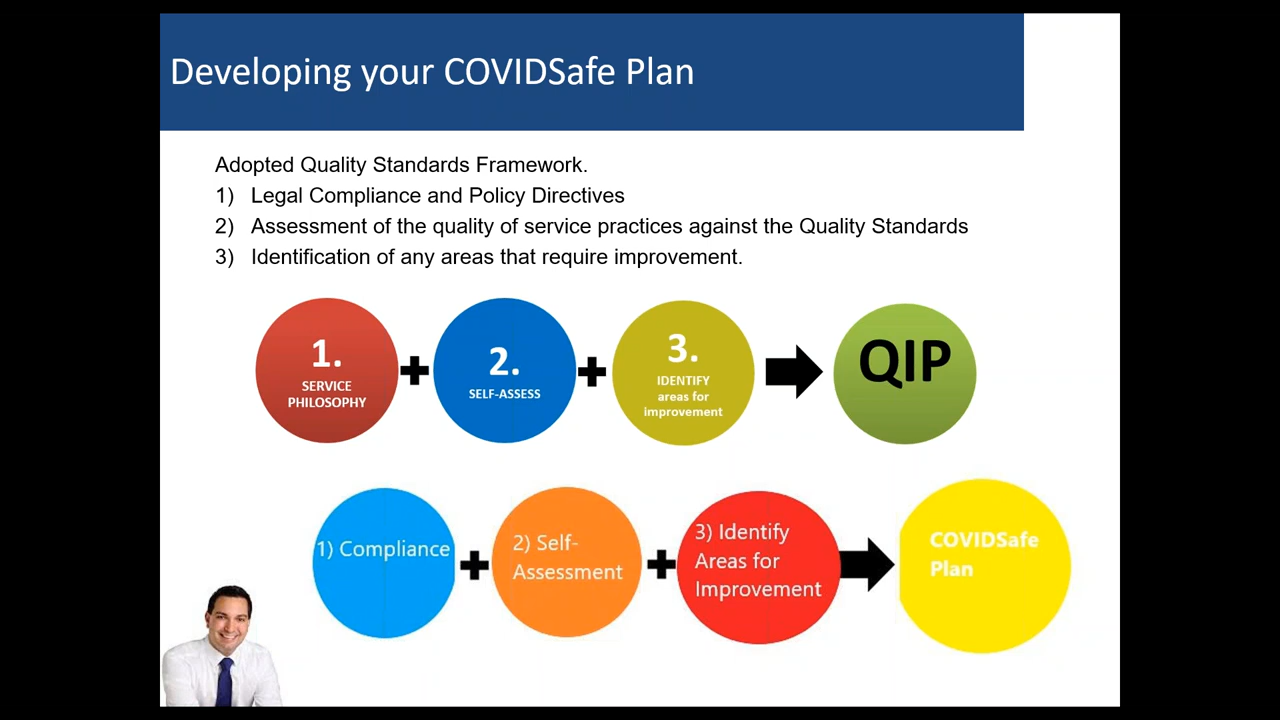 Developing your COVIDSafe Plan
Adopted Quality Standards Framework.
1) Legal Compliance and Policy Directives
2) Assessment of the quality of service practices against the Quality Standards
3) Identification of any areas that require improvement.
1.
SERVICE
PHILOSOPHY
2.
SELF-ASSESS
3.
IDENTIFY
areas for
improvement
QIP
1) Compliance
2) Self-
Assessment
3) Identify
Areas for
Improvement
COVIDSafe
Plan